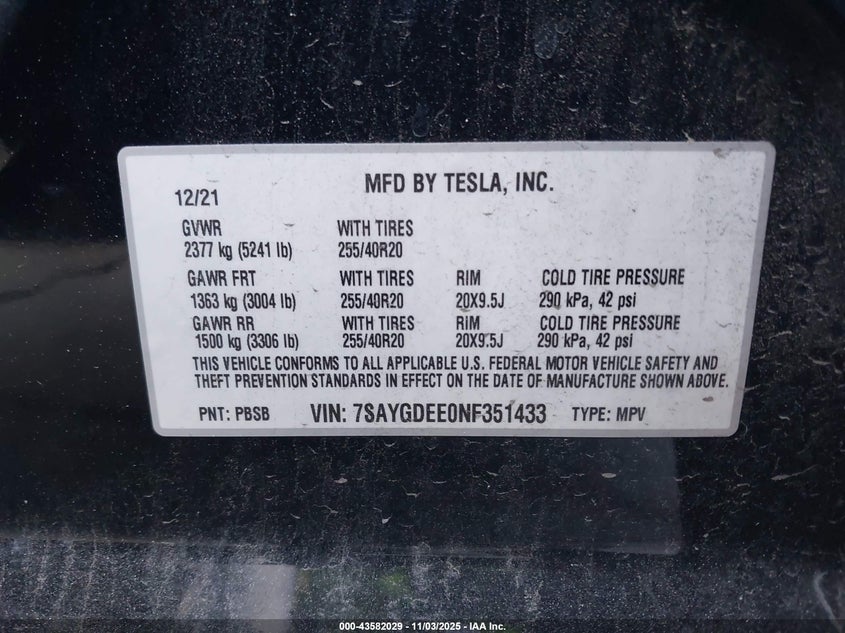 MFD BY TESLA, INC.
12/21
GVWR WITH TIRES
2377 kg (5241 lb) 255/40R20
GAWR FRT WITH TIRES RIM COLD TIRE PRESSURE
1363 kg (3004 lb) 255/40R20 20X9.5J 290 kPa, 42 psi
GAWR RR WITH TIRES RIM COLD TIRE PRESSURE
1500 kg (3306 lb) 255/40R20 20X9.5J 290 kPa, 42 psi
THIS VEHICLE CONFORMS TO ALL APPLICABLE U.S. FEDERAL MOTOR VEHICLE SAFETY AND
THEFT PREVENTION STANDARDS IN EFFECT ON THE DATE OF MANUFACTURE SHOWN ABOVE.
PNT: PBSB VIN: 7SAYGDEE0NF351433 TYPE: MPV
000-43582029 - 11/03/2025 - IAA Inc.